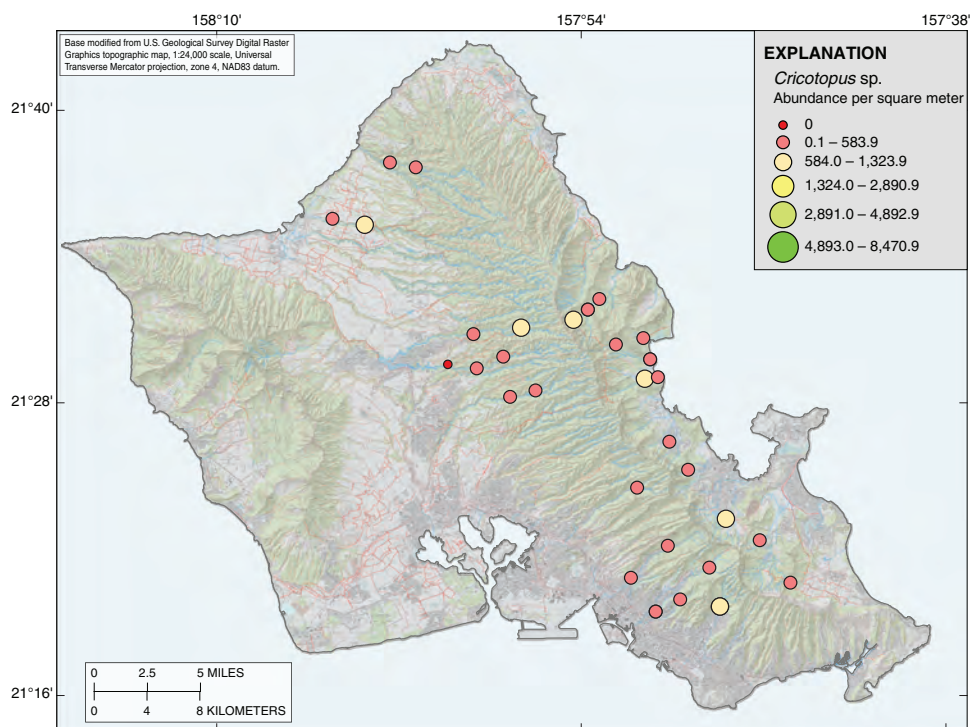 158°10'
157°54'
157°38'
Base modified from U.S. Geological Survey Digital Raster
Graphics topographic map, 1:24,000 scale, Universal
Transverse Mercator projection, zone 4, NAD83 datum.
EXPLANATION
Cricotopus sp.
Abundance per square meter
0
0.1 – 583.9
584.0 – 1,323.9
1,324.0 – 2,890.9
2,891.0 – 4,892.9
4,893.0 – 8,470.9
21°40'
21°28'
21°16'
0 2.5 5 MILES
0 4 8 KILOMETERS